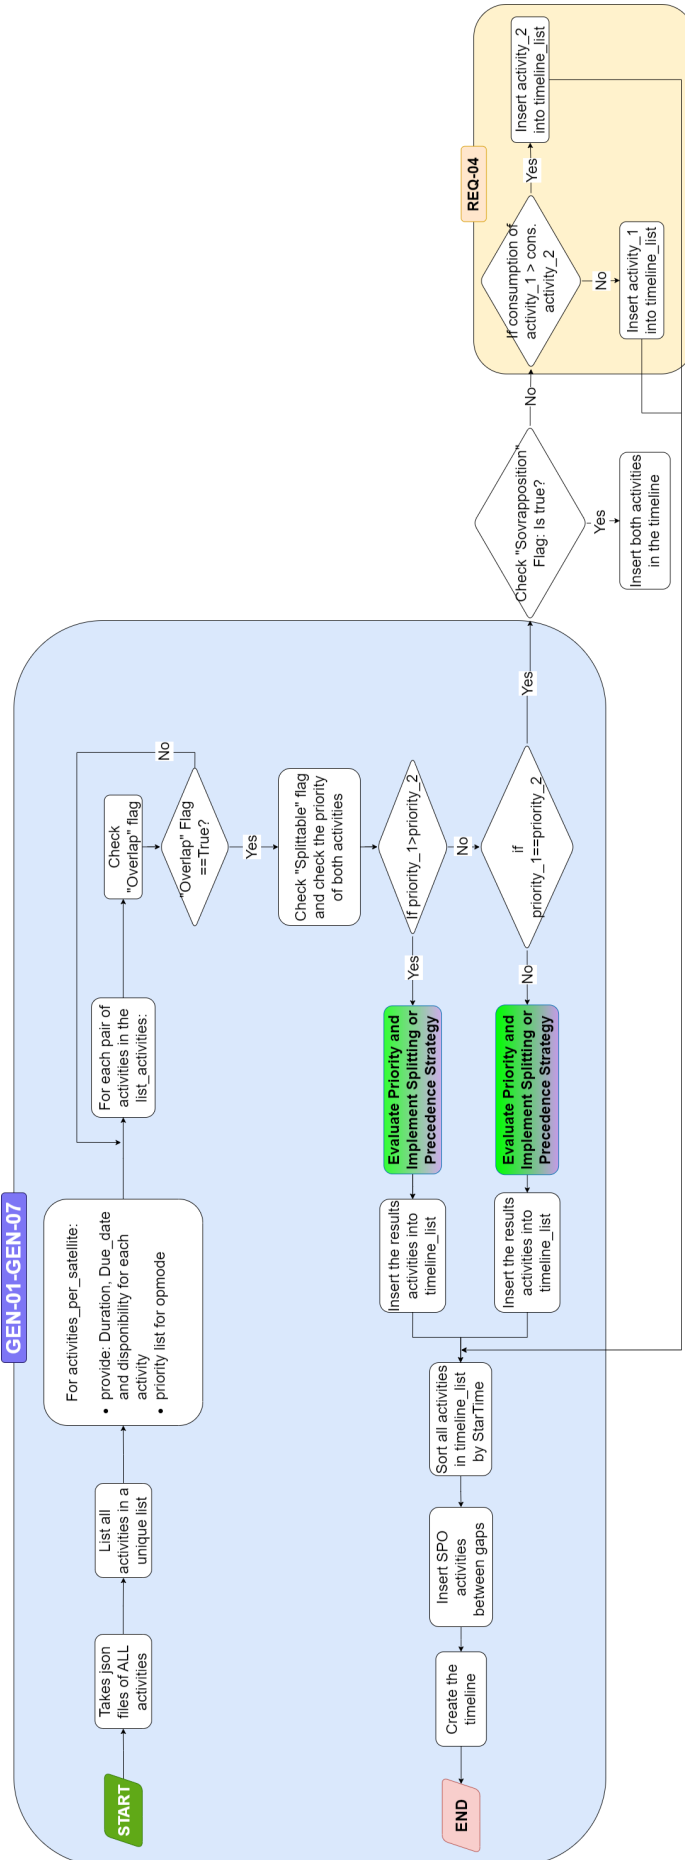 GEN-01-GEN-07
START
Takes json
files of ALL
activities
List all
activities in a
unique list
For activities_per_satellite:
• provide: Duration, Due_date
and disponibility for each
activity
• priority list for opmode
For each pair of
activities in the
list_activities:
Check
"Overlap" flag
"Overlap" Flag
==True?
No
Yes
Check "Splittable" flag
and check the priority
of both activities
If priority_1>priority_2
Yes
No
Evaluate Priority and
Implement Splitting or
Precedence Strategy
Insert the results
activities into
timeline_list
if
priority_1==priority_2
No
Yes
Evaluate Priority and
Implement Splitting or
Precedence Strategy
Insert the results
activities into
timeline_list
Check "Sovrapposition"
Flag: Is true?
Yes
Insert both activities
in the timeline
No
REQ-04
If consumption of
activity_1 > cons.
activity_2
Yes
Insert activity_2
into timeline_list
No
Insert activity_1
into timeline_list
Sort all activities
in timeline_list
by StarTime
Insert SPO
activities
between gaps
Create the
timeline
END